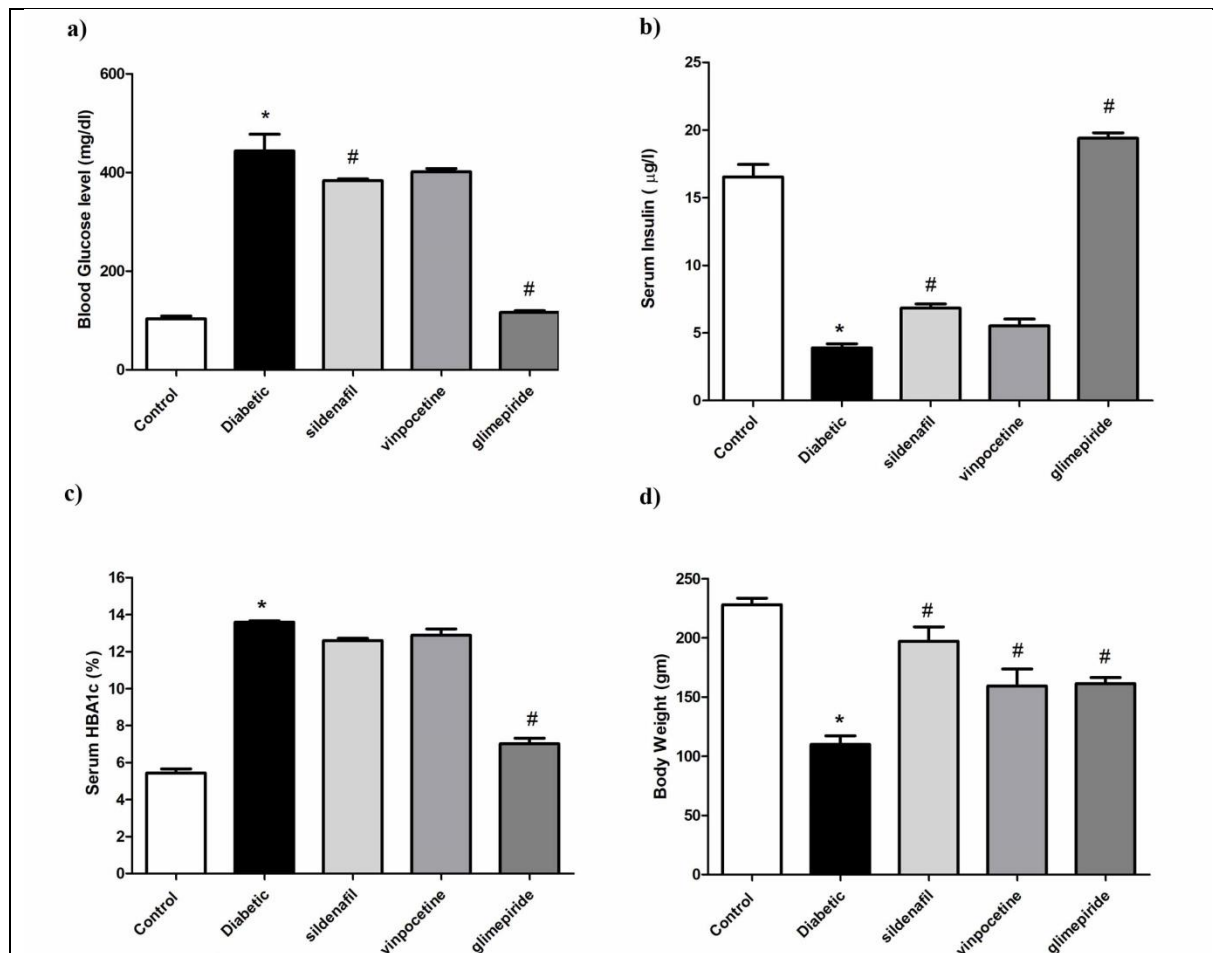 a)
Blood Glucose level (mg/dl)
600
400
200
0
*
#
#
Control
Diabetic
sildenafil
vinpocetine
glimepiride
b)
Serum Insulin ( μg/l)
25
20
15
10
5
0
*
#
#
Control
Diabetic
sildenafil
vinpocetine
glimepiride
c)
Serum HBA1c (%)
16
14
12
10
8
6
4
2
0
*
#
Control
Diabetic
sildenafil
vinpocetine
glimepiride
d)
Body Weight (gm)
250
200
150
100
50
0
*
#
#
#
Control
Diabetic
sildenafil
vinpocetine
glimepiride